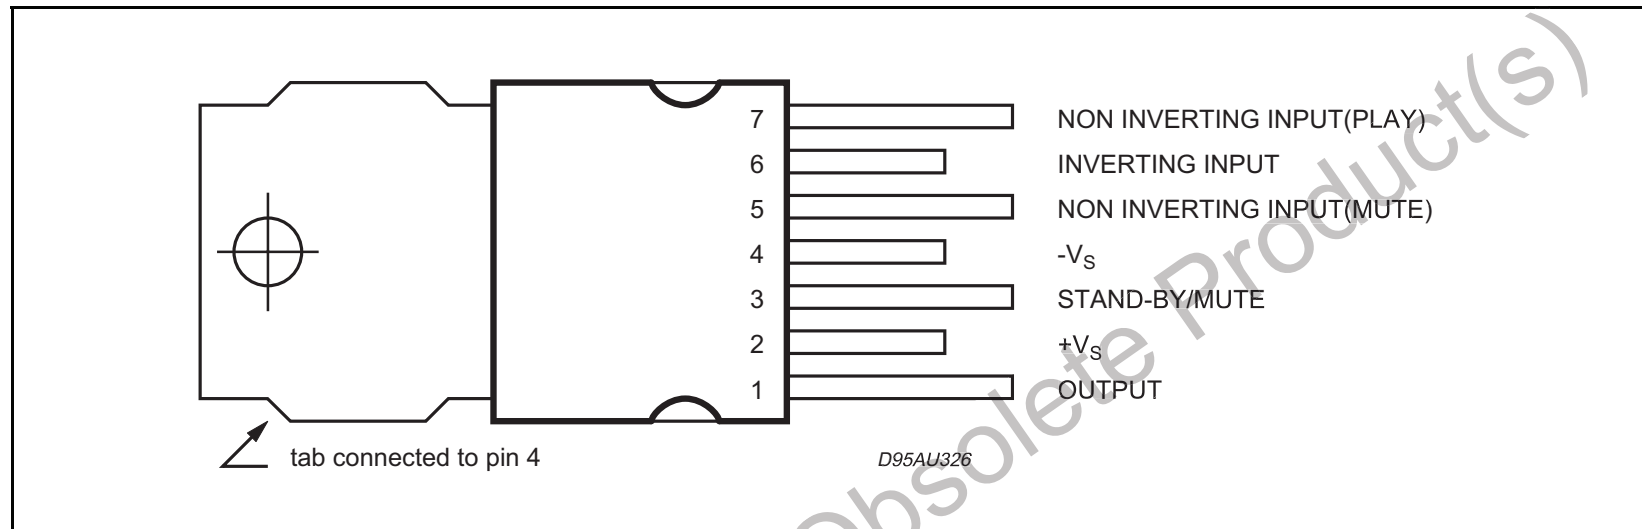 7 NON INVERTING INPUT(PLAY)
6 INVERTING INPUT
5 NON INVERTING INPUT(MUTE)
4 -VS
3 STAND-BY/MUTE
2 +VS
1 OUTPUT
tab connected to pin 4
D95AU326
Obsolete Product(s)